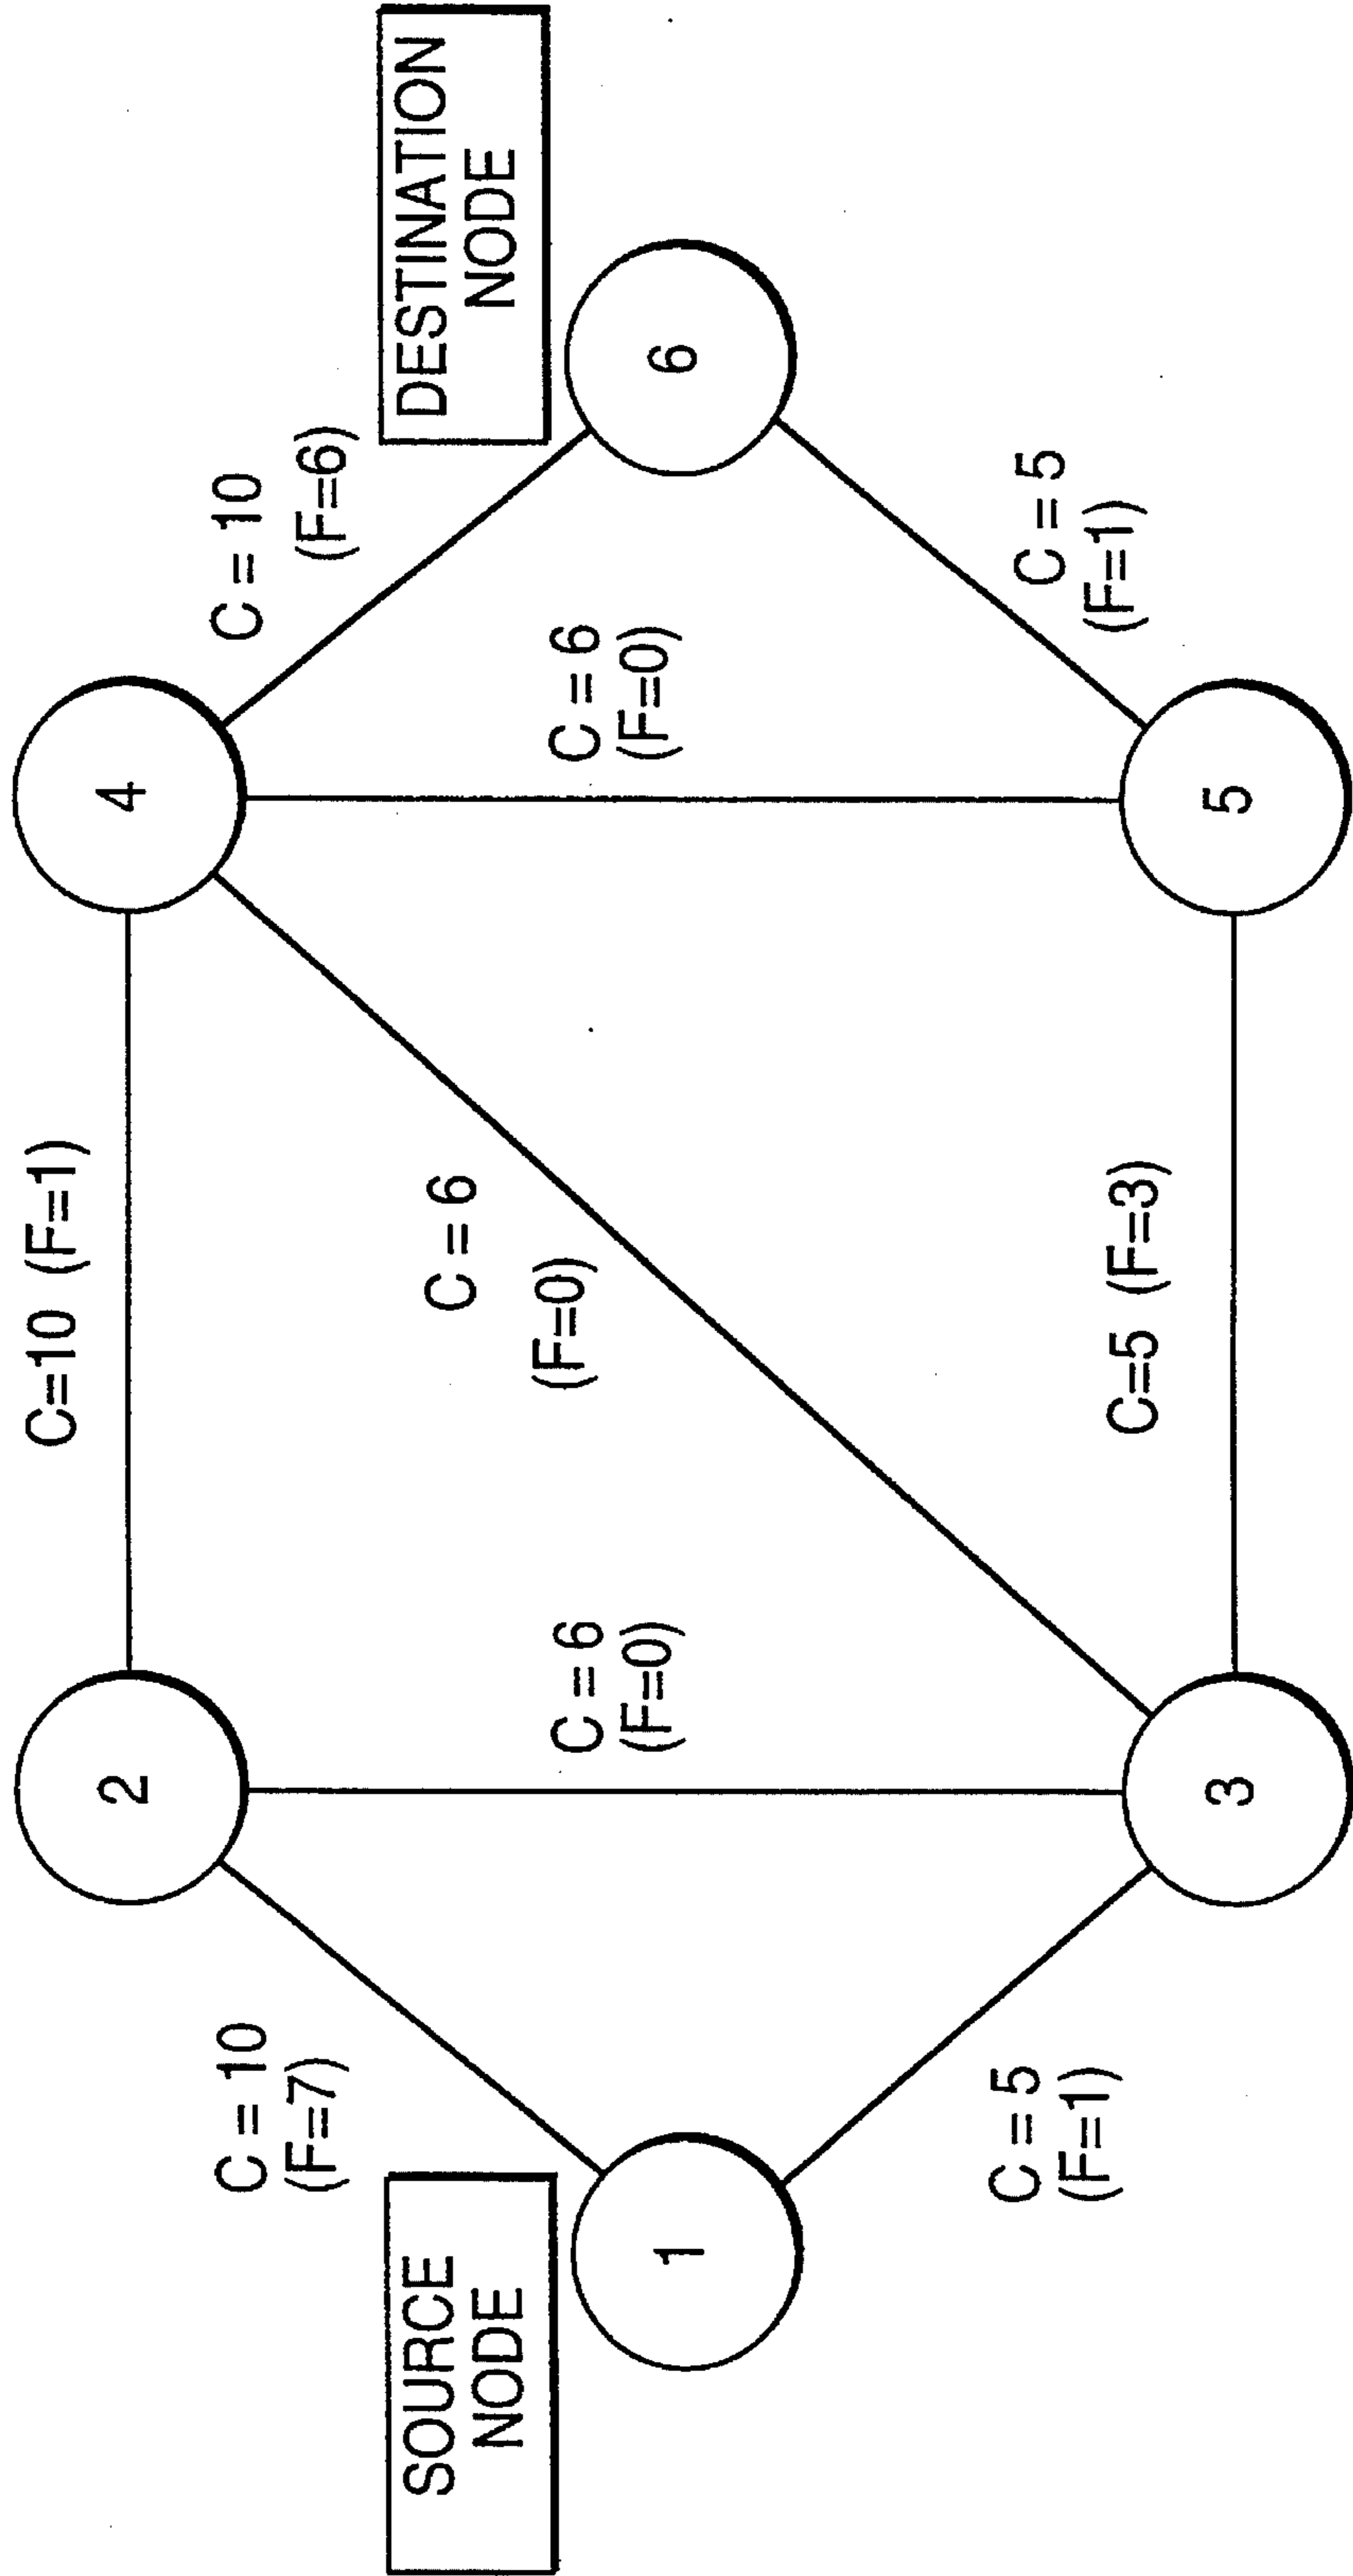 SOURCE
NODE
1
C = 10
(F=7)
C = 5
(F=1)
2
3
C = 6
(F=0)
C=10 (F=1)
C = 6
(F=0)
C=5 (F=3)
4
5
C = 6
(F=0)
C = 10
(F=6)
C = 5
(F=1)
6
DESTINATION
NODE